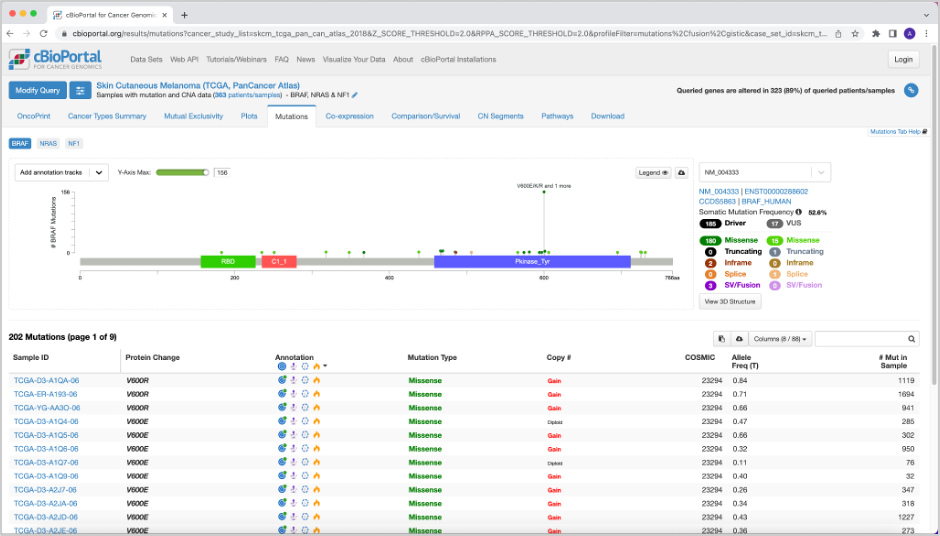 cBioPortal for Cancer Genomic
cbioportal.org/results/mutations?cancer_study_list=skcm_tcga_pan_can_atlas_2018&Z_SCORE_THRESHOLD=2.0&RPPA_SCORE_THRESHOLD=2.0&profileFilter=mutations%2Cfusion%2Cgistic&case_set_id=skcm_t...
A
cBioPortal
FOR CANCER GENOMICS
Data Sets Web API Tutorials/Webinars FAQ News Visualize Your Data About cBioPortal Installations
Login
Modify Query
Skin Cutaneous Melanoma (TCGA, PanCancer Atlas)
Samples with mutation and CNA data (363 patients/samples) - BRAF, NRAS & NF1
Queried genes are altered in 323 (89%) of queried patients/samples
OncoPrint Cancer Types Summary Mutual Exclusivity Plots Mutations Co-expression Comparison/Survival CN Segments Pathways Download
Mutations Tab Help
BRAF NRAS NF1
Add annotation tracks
Y-Axis Max: 156
Legend
V600E/K/R and 1 more
156
# BRAF Mutations
0
RBD C1_1 Pkinase_Tyr
0 200 400 600 766aa
NM_004333
NM_004333 | ENST00000288602
CCDS5863 | BRAF_HUMAN
Somatic Mutation Frequency 52.6%
185 Driver 17 VUS
180 Missense 15 Missense
0 Truncating 1 Truncating
2 Inframe 0 Inframe
0 Splice 1 Splice
3 SV/Fusion 0 SV/Fusion
View 3D Structure
202 Mutations (page 1 of 9)
Columns (8 / 88)
Sample ID Protein Change Annotation Mutation Type Copy # COSMIC Allele Freq (T) # Mut in Sample
TCGA-D3-A1QA-06 V600R Missense Gain 23294 0.84 1119
TCGA-ER-A193-06 V600R Missense Gain 23294 0.71 1694
TCGA-YG-AA3O-06 V600R Missense Gain 23294 0.66 941
TCGA-D3-A1Q4-06 V600E Missense Diploid 23294 0.47 285
TCGA-D3-A1Q5-06 V600E Missense Gain 23294 0.66 302
TCGA-D3-A1Q6-06 V600E Missense Gain 23294 0.32 950
TCGA-D3-A1Q7-06 V600E Missense Diploid 23294 0.11 76
TCGA-D3-A1Q9-06 V600E Missense Gain 23294 0.40 32
TCGA-D3-A2J7-06 V600E Missense Gain 23294 0.26 347
TCGA-D3-A2JA-06 V600E Missense Gain 23294 0.34 318
TCGA-D3-A2JD-06 V600E Missense Gain 23294 0.43 1227
TCGA-D3-A2JE-06 V600E Missense Gain 23294 0.36 273